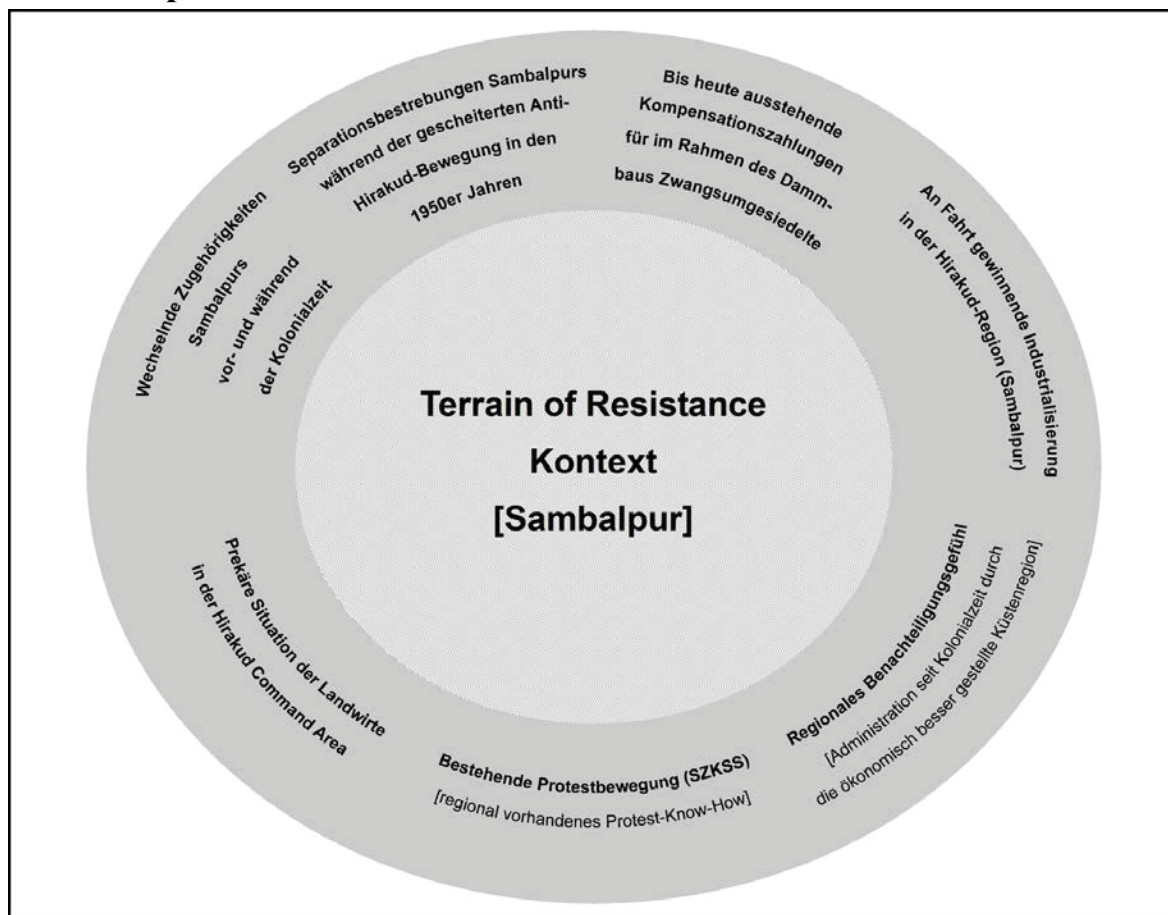 Wechselnde Zugehörigkeiten
Sambalpurs
vor- und während
der Kolonialzeit
Separationsbestrebungen Sambalpurs
während der gescheiterten Anti-
Hirakud-Bewegung in den
1950er Jahren
Bis heute ausstehende
Kompensationszahlungen
für im Rahmen des Damm-
baus Zwangsumgesiedelte
An Fahrt gewinnende Industrialisierung
in der Hirakud-Region (Sambalpur)
Terrain of Resistance
Kontext
[Sambalpur]
Regionales Benachteiligungsgefühl
[Administration seit Kolonialzeit durch
die ökonomisch besser gestellte Küstenregion]
Bestehende Protestbewegung (SZKSS)
[regional vorhandenes Protest-Know-How]
Prekäre Situation der Landwirte
in der Hirakud Command Area